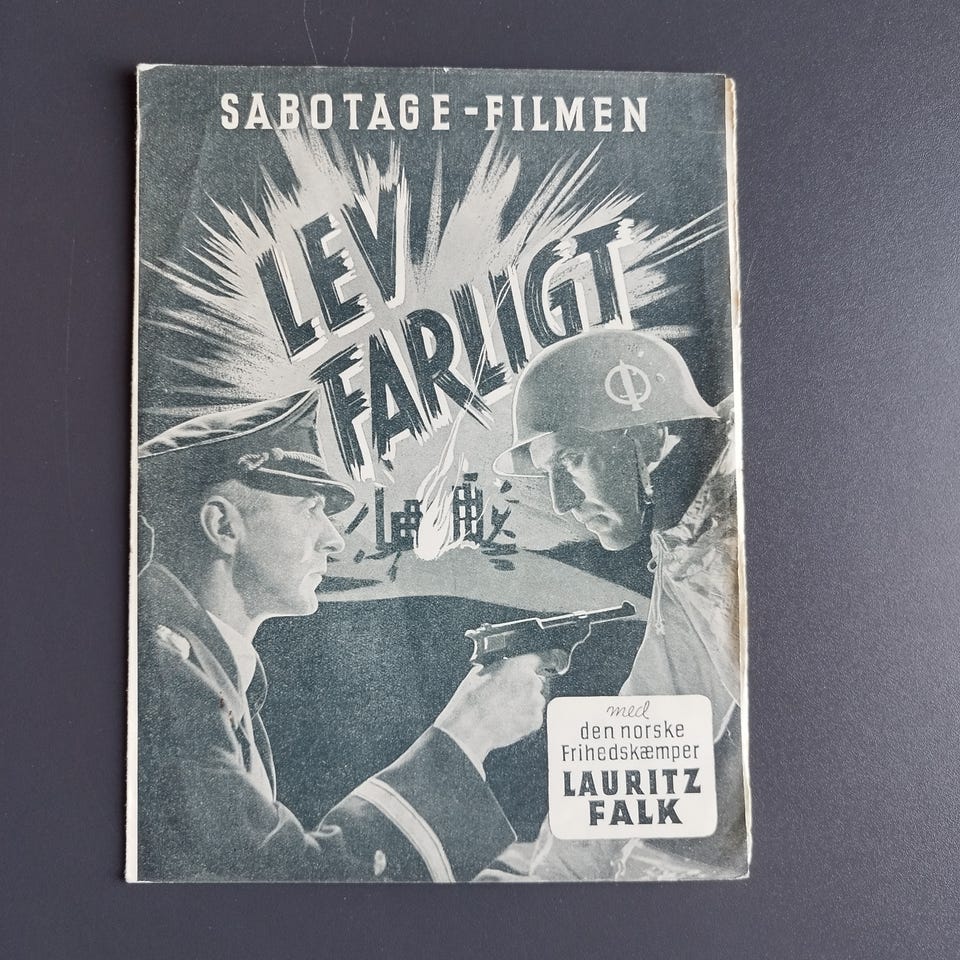 SABOTAGE-FILMEN
LEV
FARLIGT
med
den norske
Frihedskæmper
LAURITZ
FALK